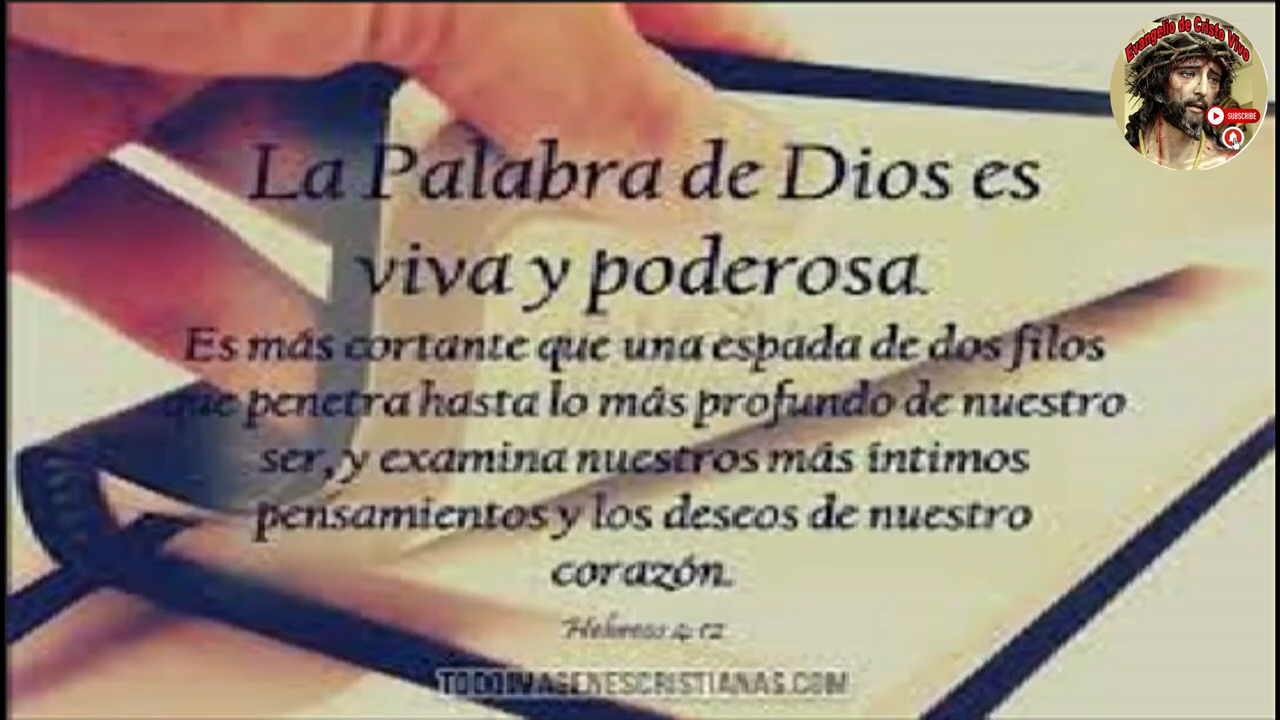 Evangelio de Cristo Vivo
SUBSCRIBE
La Palabra de Dios es
viva y poderosa.
Es más cortante que una espada de dos filos
que penetra hasta lo más profundo de nuestro
ser, y examina nuestros más íntimos
pensamientos y los deseos de nuestro
corazón.
Hebreos 4:12
TODOIMAGENESCRISTIANAS.COM